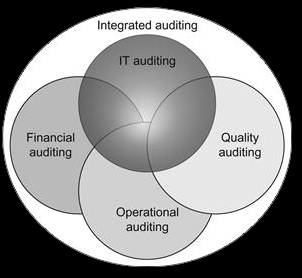 Integrated auditing
IT auditing
Financial
auditing
Quality
auditing
Operational
auditing